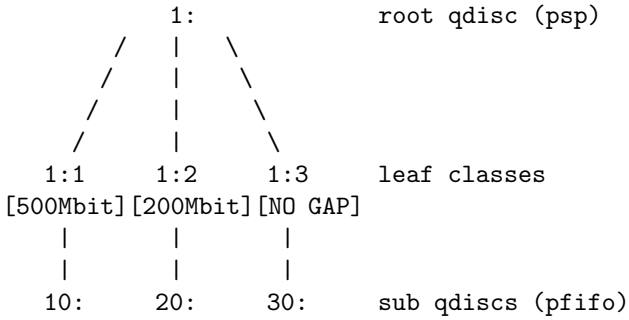 1: root qdisc (psp)
/ | \
/ | \
/ | \
/ | \
1:1 1:2 1:3 leaf classes
[500Mbit][200Mbit][NO GAP]
| | |
| | |
10: 20: 30: sub qdiscs (pfifo)